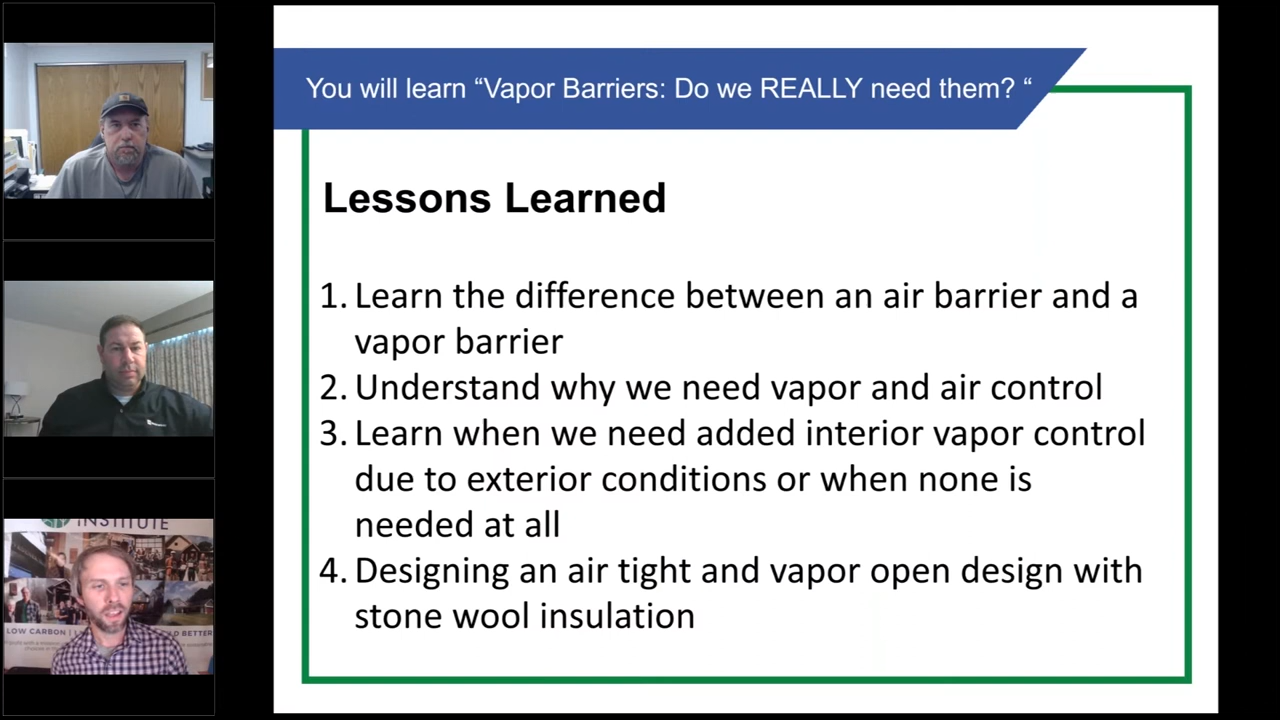 You will learn “Vapor Barriers: Do we REALLY need them? “
Lessons Learned
1. Learn the difference between an air barrier and a
vapor barrier
2. Understand why we need vapor and air control
3. Learn when we need added interior vapor control
due to exterior conditions or when none is
needed at all
4. Designing an air tight and vapor open design with
stone wool insulation
INSTITUTE
LOW CARBON |
BETTER